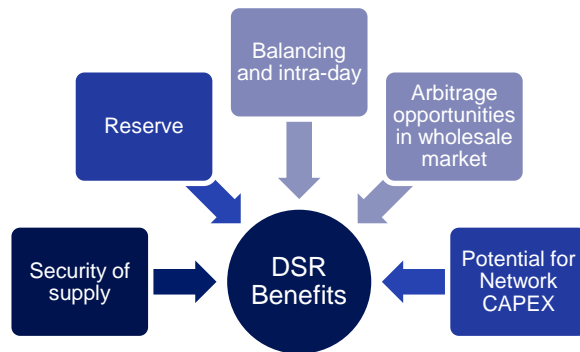 Balancing
and intra-day
Arbitrage
opportunities
in wholesale
market
Reserve
Security of
supply
DSR
Benefits
Potential for
Network
CAPEX